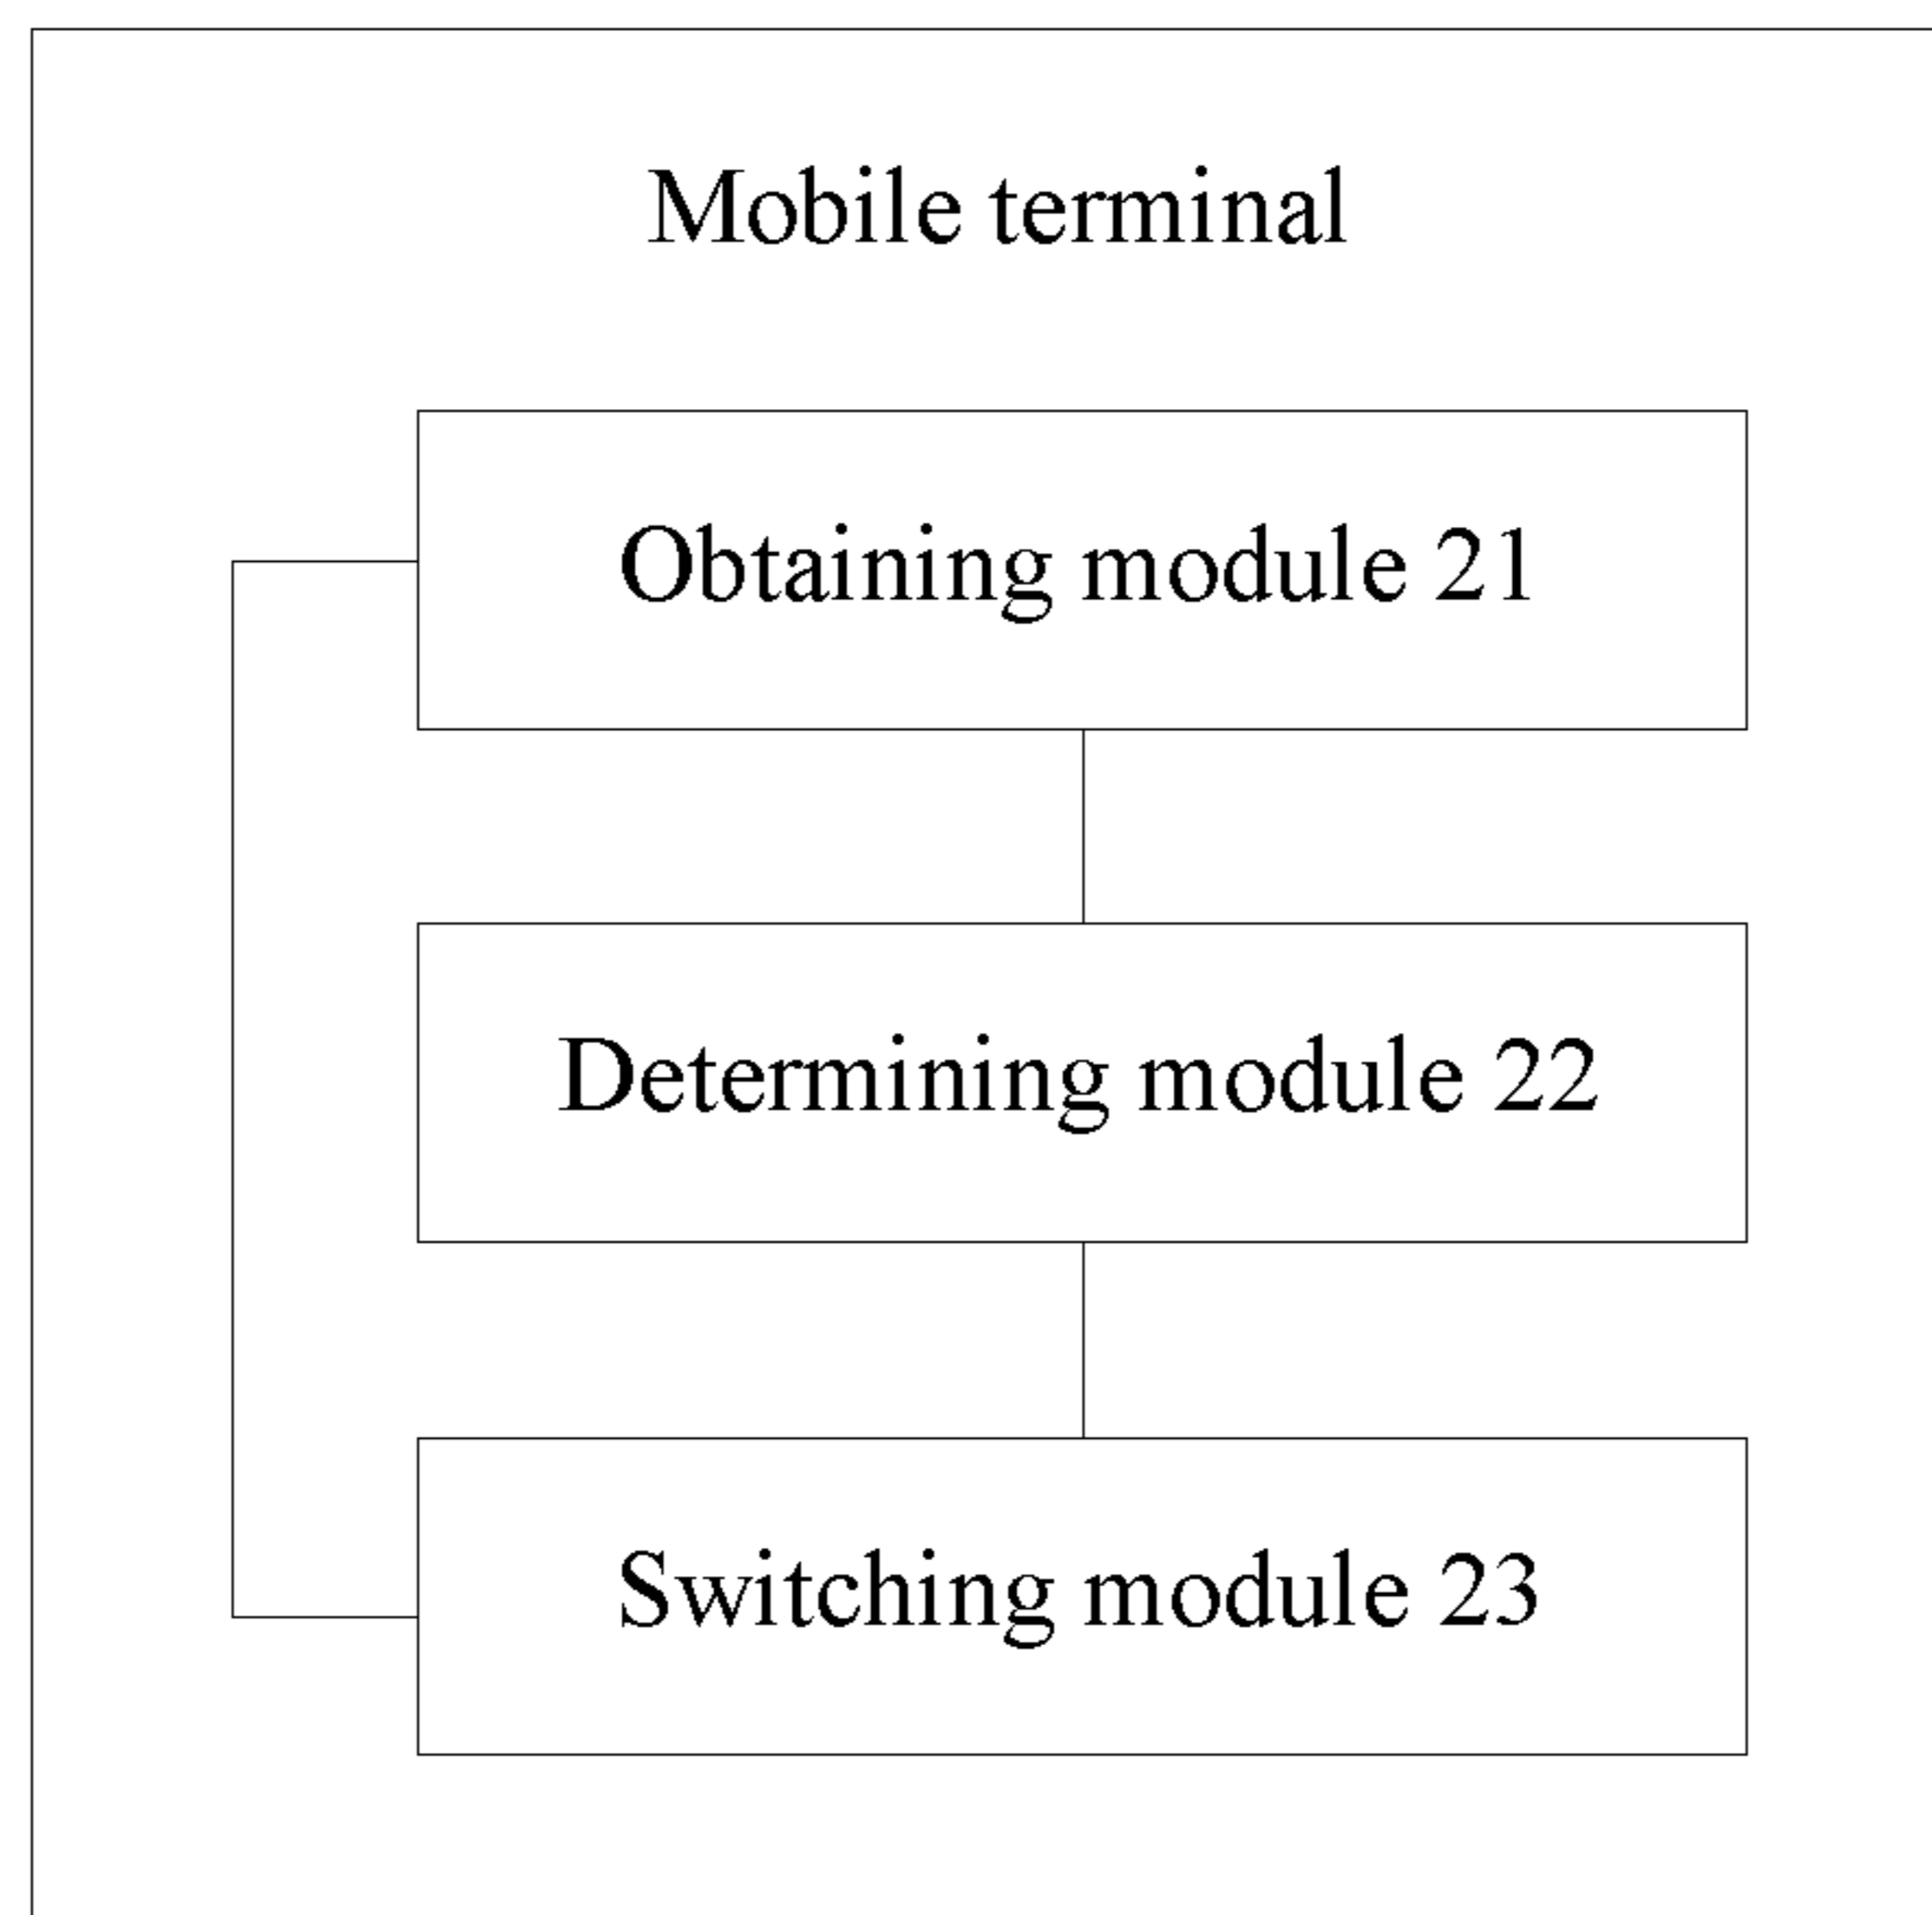 Mobile terminal
Obtaining module 21
Determining module 22
Switching module 23